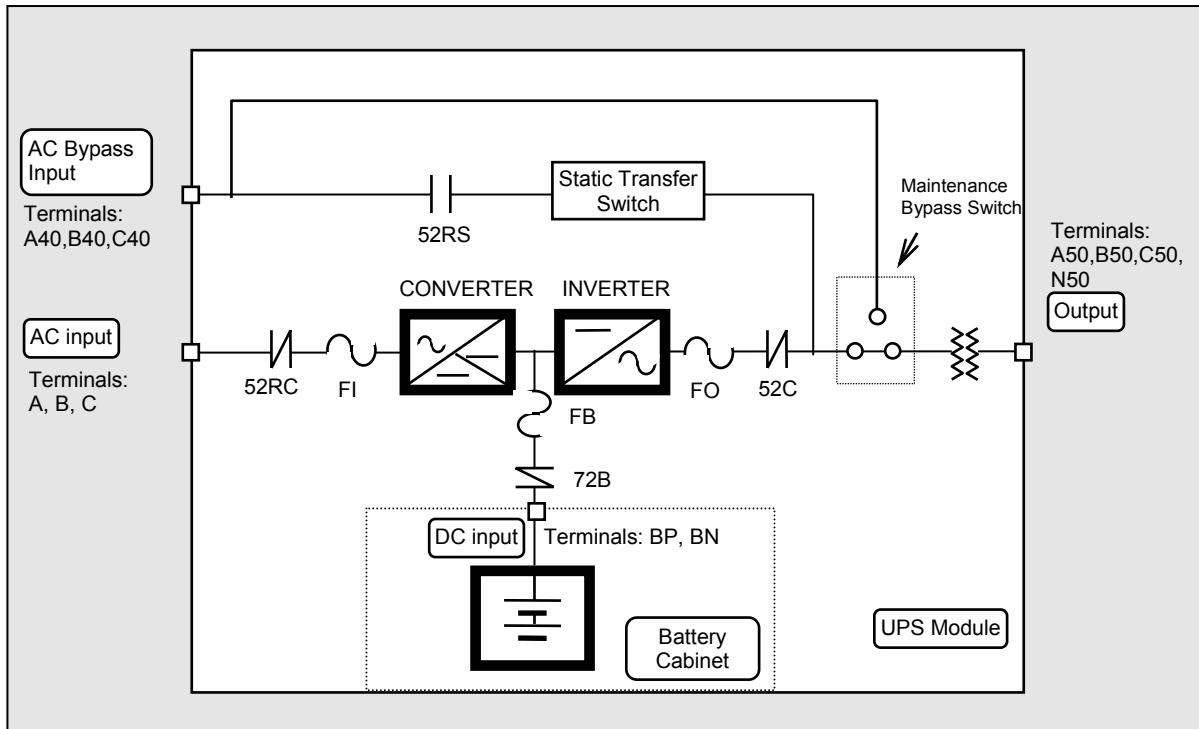 AC Bypass
Input
Terminals:
A40,B40,C40
52RS
Static Transfer
Switch
Maintenance
Bypass Switch
Terminals:
A50,B50,C50,
N50
Output
AC input
Terminals:
A, B, C
52RC
FI
CONVERTER
INVERTER
FO
52C
FB
72B
DC input
Terminals: BP, BN
Battery
Cabinet
UPS Module